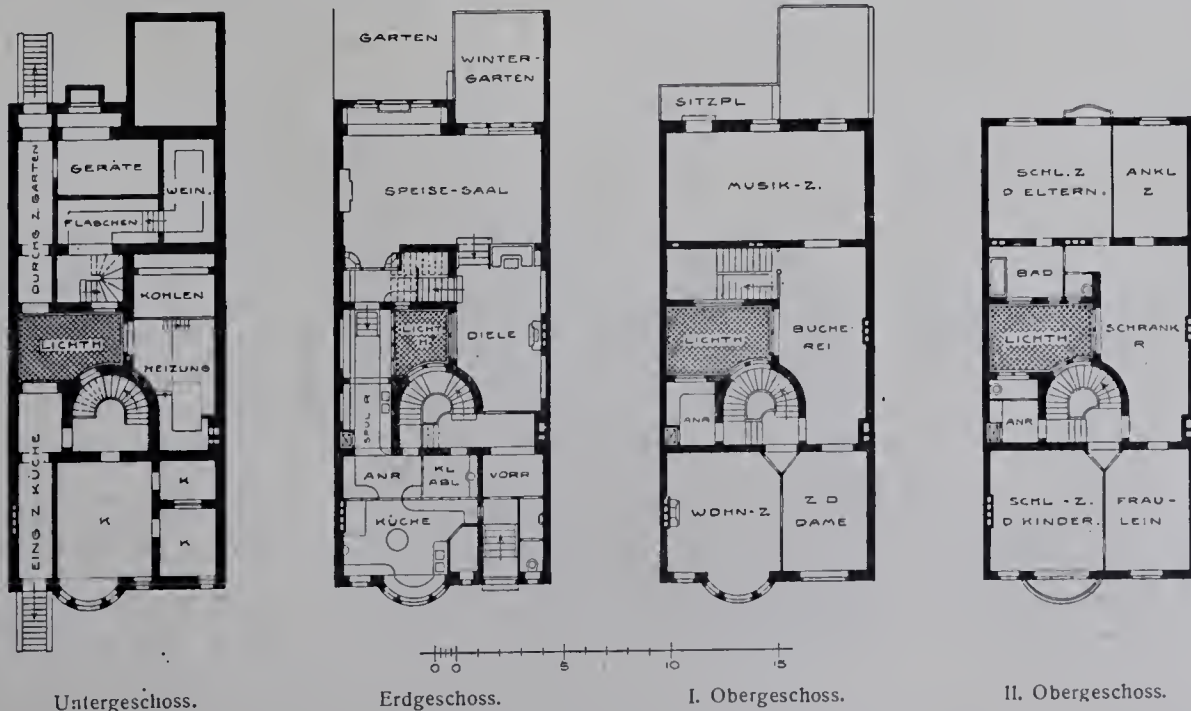 DURCHG Z. GARTEN
GERÄTE
WEIN.
FLASCHEN
KOHLEN
LICHTH
HEIZUNG
EING Z KÜCHE
K
K
K
Untergeschoss.
GARTEN
WINTER-
GARTEN
SPEISE-SAAL
LICHT
H
DIELE
SPÜL R
ANR
KL
ABL
VORR
KÜCHE
Erdgeschoss.
SITZPL
MUSIK-Z.
LICHTH
BÜCHE-
REI
ANR
WOHN-Z
Z D
DAME
I. Obergeschoss.
SCHL. Z
D ELTERN.
ANKL
Z
BAD
LICHTH
SCHRANK
R
ANR
SCHL.-Z.
D KINDER.
FRÄU-
LEIN
II. Obergeschoss.
0 0 5 10 15